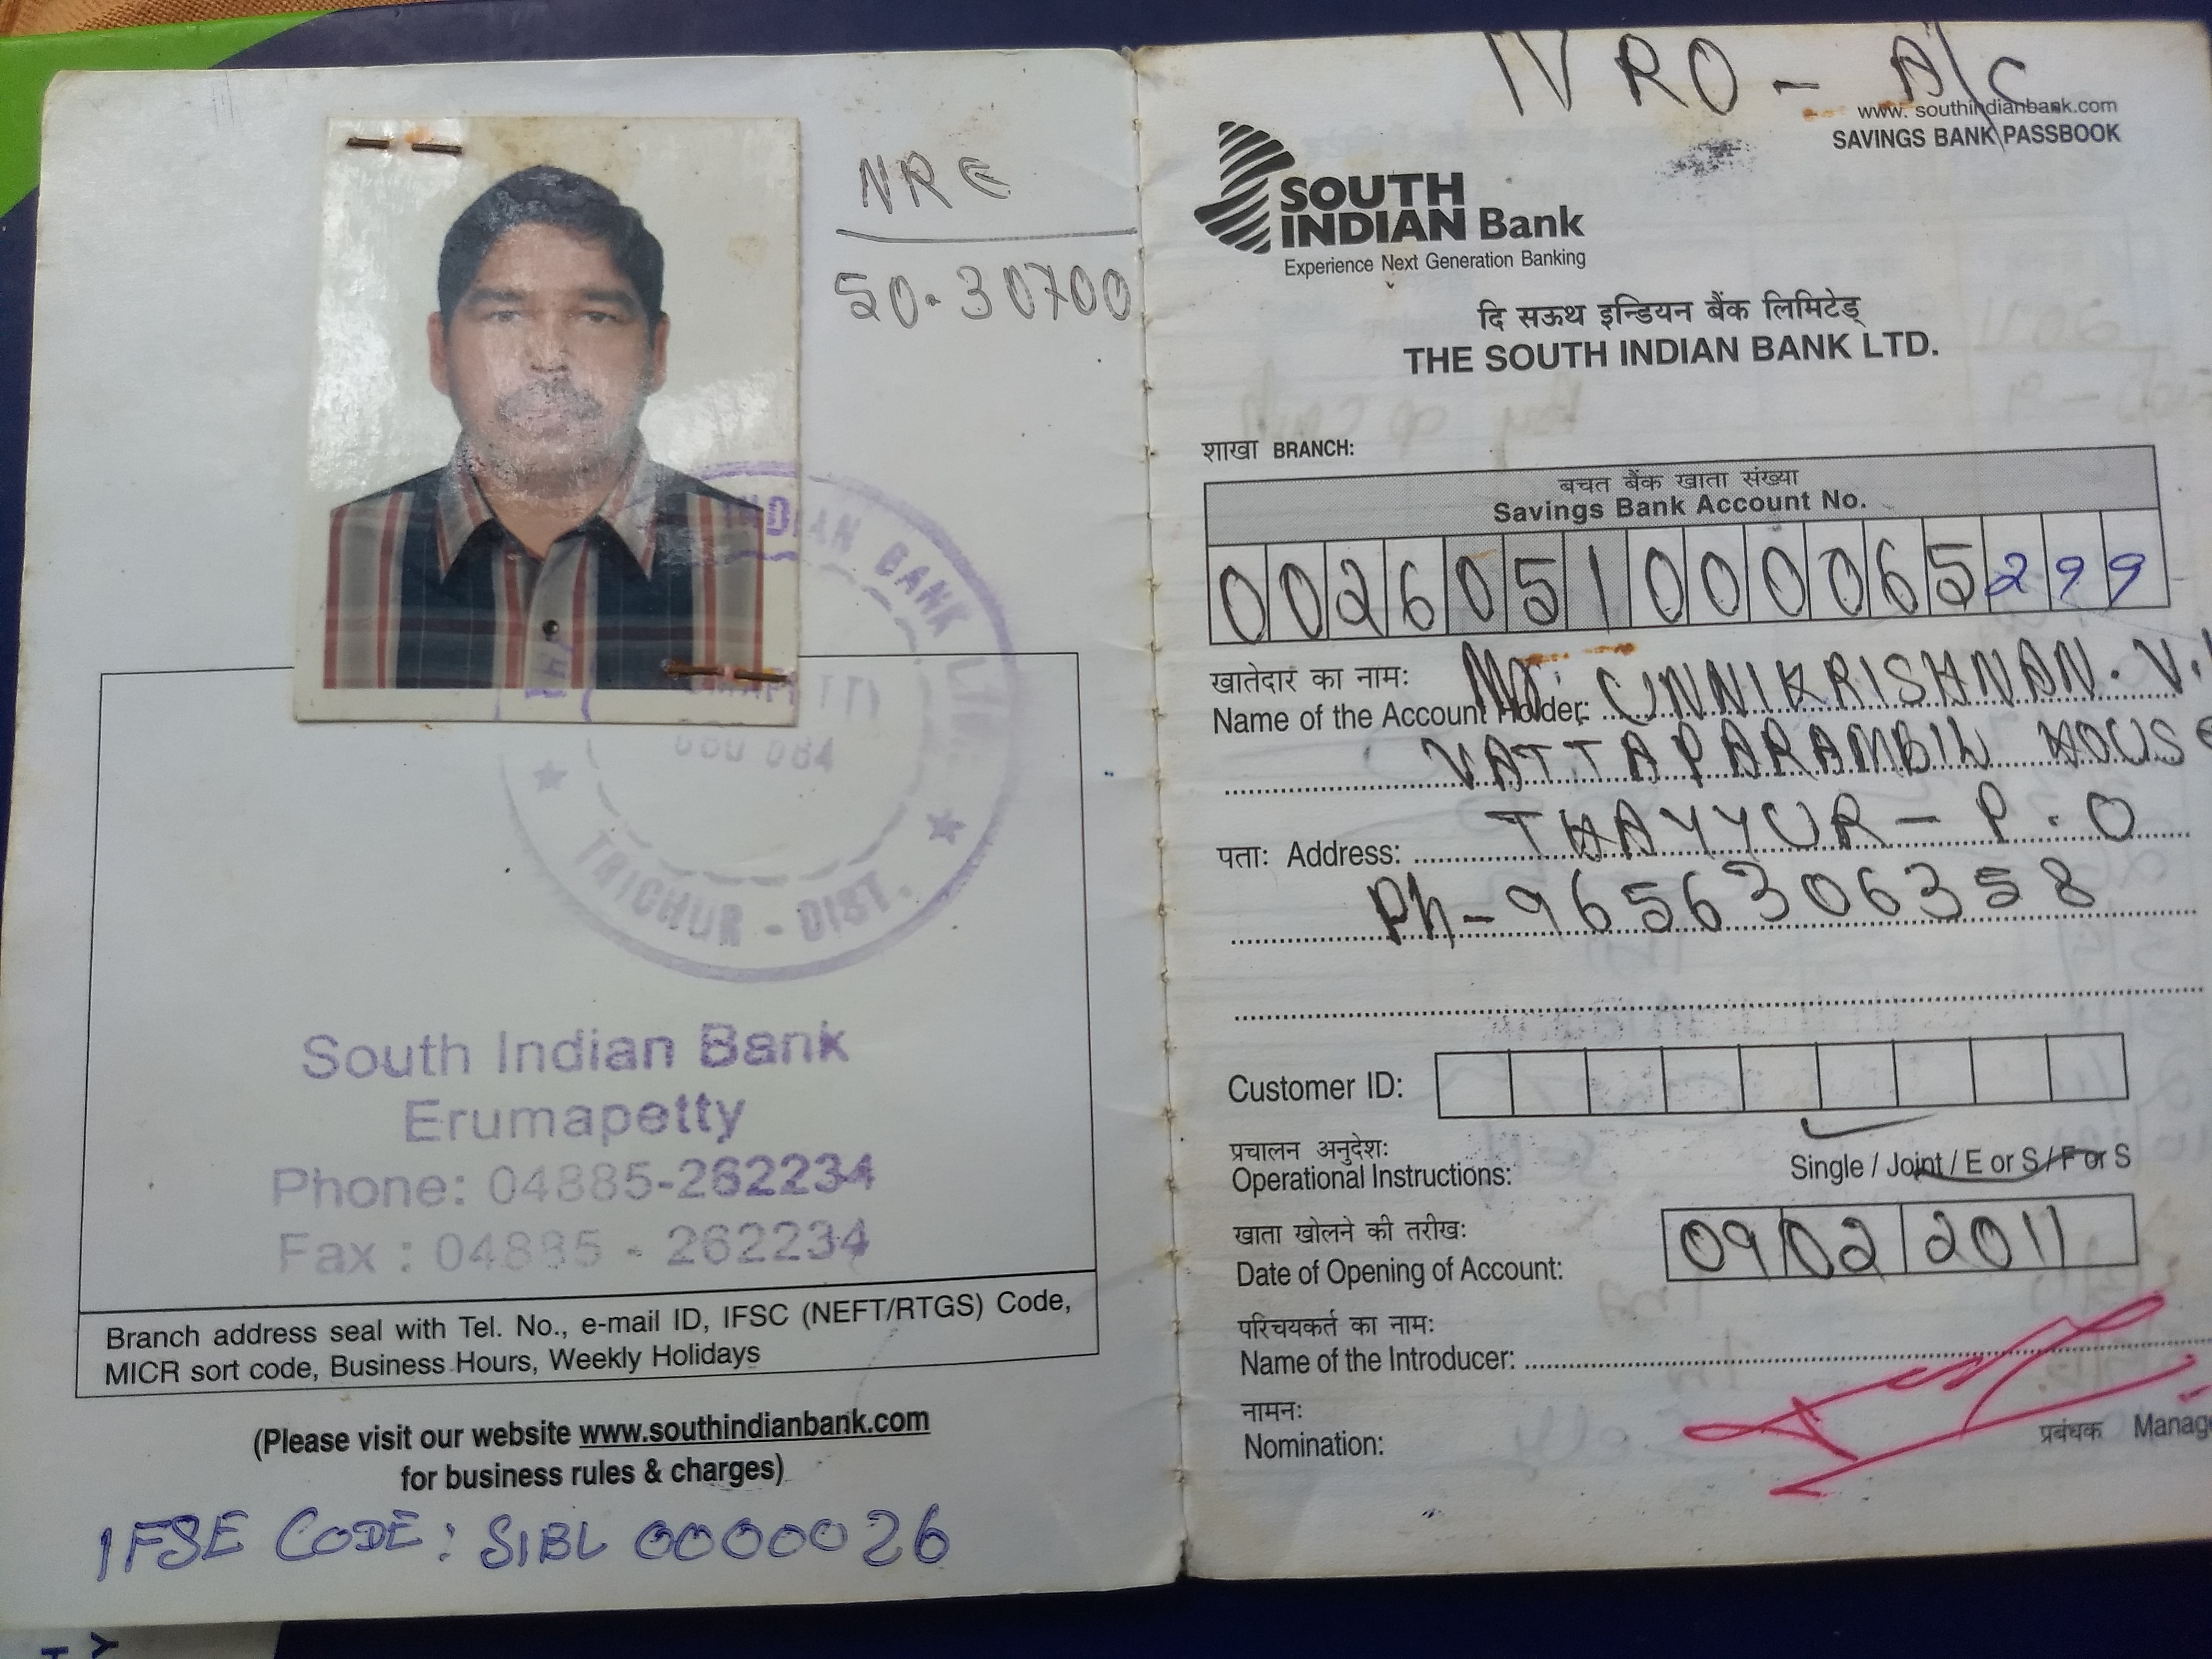 NRE
50-30700
INDIAN BANK LTD.
680 084
TRICHUR - DIST.
South Indian Bank
Erumapetty
Phone: 04885-262234
Fax : 04885 - 262234
Branch address seal with Tel. No., e-mail ID, IFSC (NEFT/RTGS) Code,
MICR sort code, Business Hours, Weekly Holidays
(Please visit our website www.southindianbank.com
for business rules & charges)
IFSE CODE: SIBL 0000026
NRO - A/C
www. southindianbank.com
SAVINGS BANK PASSBOOK
SOUTH
INDIAN Bank
Experience Next Generation Banking
दि सऊथ इन्डियन बैंक लिमिटेड्
THE SOUTH INDIAN BANK LTD.
शाखा BRANCH:
बचत बैंक खाता संख्या
Savings Bank Account No.
0026051000065299
खातेदार का नाम:
Name of the Account Holder: Mr. UNNIKRISHNAN. V.
VATTAPARAMBIL HOUSE
पता: Address: THAYYUR - P.O
Ph - 9656306358
Customer ID:
प्रचालन अनुदेश:
Operational Instructions: Single / Joint / E or S / F or S
खाता खोलने की तरीख:
Date of Opening of Account: 09 02 2011
परिचयकर्त का नाम:
Name of the Introducer:
नामन:
Nomination:
प्रबंधक Manag